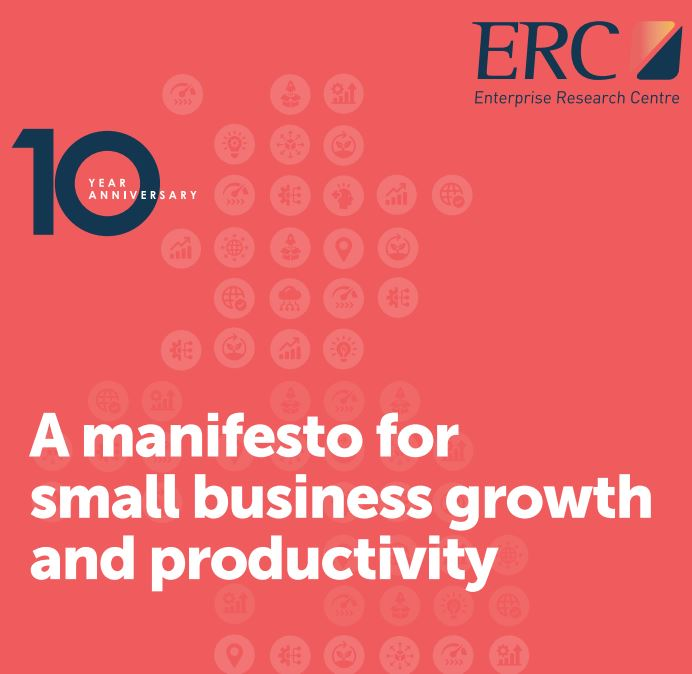 ERC
Enterprise Research Centre
10
YEAR
ANNIVERSARY
A manifesto for
small business growth
and productivity